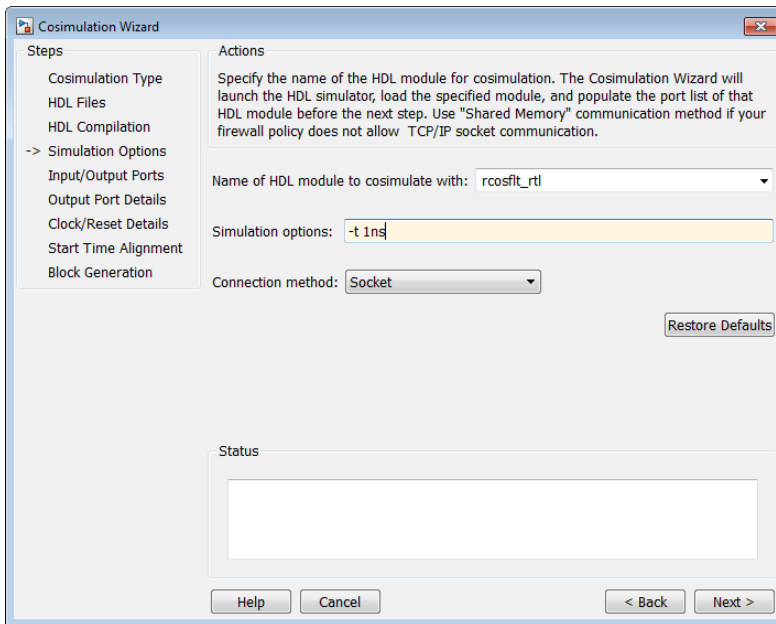 Cosimulation Wizard
Steps
Cosimulation Type
HDL Files
HDL Compilation
-> Simulation Options
Input/Output Ports
Output Port Details
Clock/Reset Details
Start Time Alignment
Block Generation
Actions
Specify the name of the HDL module for cosimulation. The Cosimulation Wizard will
launch the HDL simulator, load the specified module, and populate the port list of that
HDL module before the next step. Use "Shared Memory" communication method if your
firewall policy does not allow TCP/IP socket communication.
Name of HDL module to cosimulate with: rcosflt_rtl
Simulation options: -t 1ns
Connection method: Socket
Restore Defaults
Status
Help Cancel < Back Next >